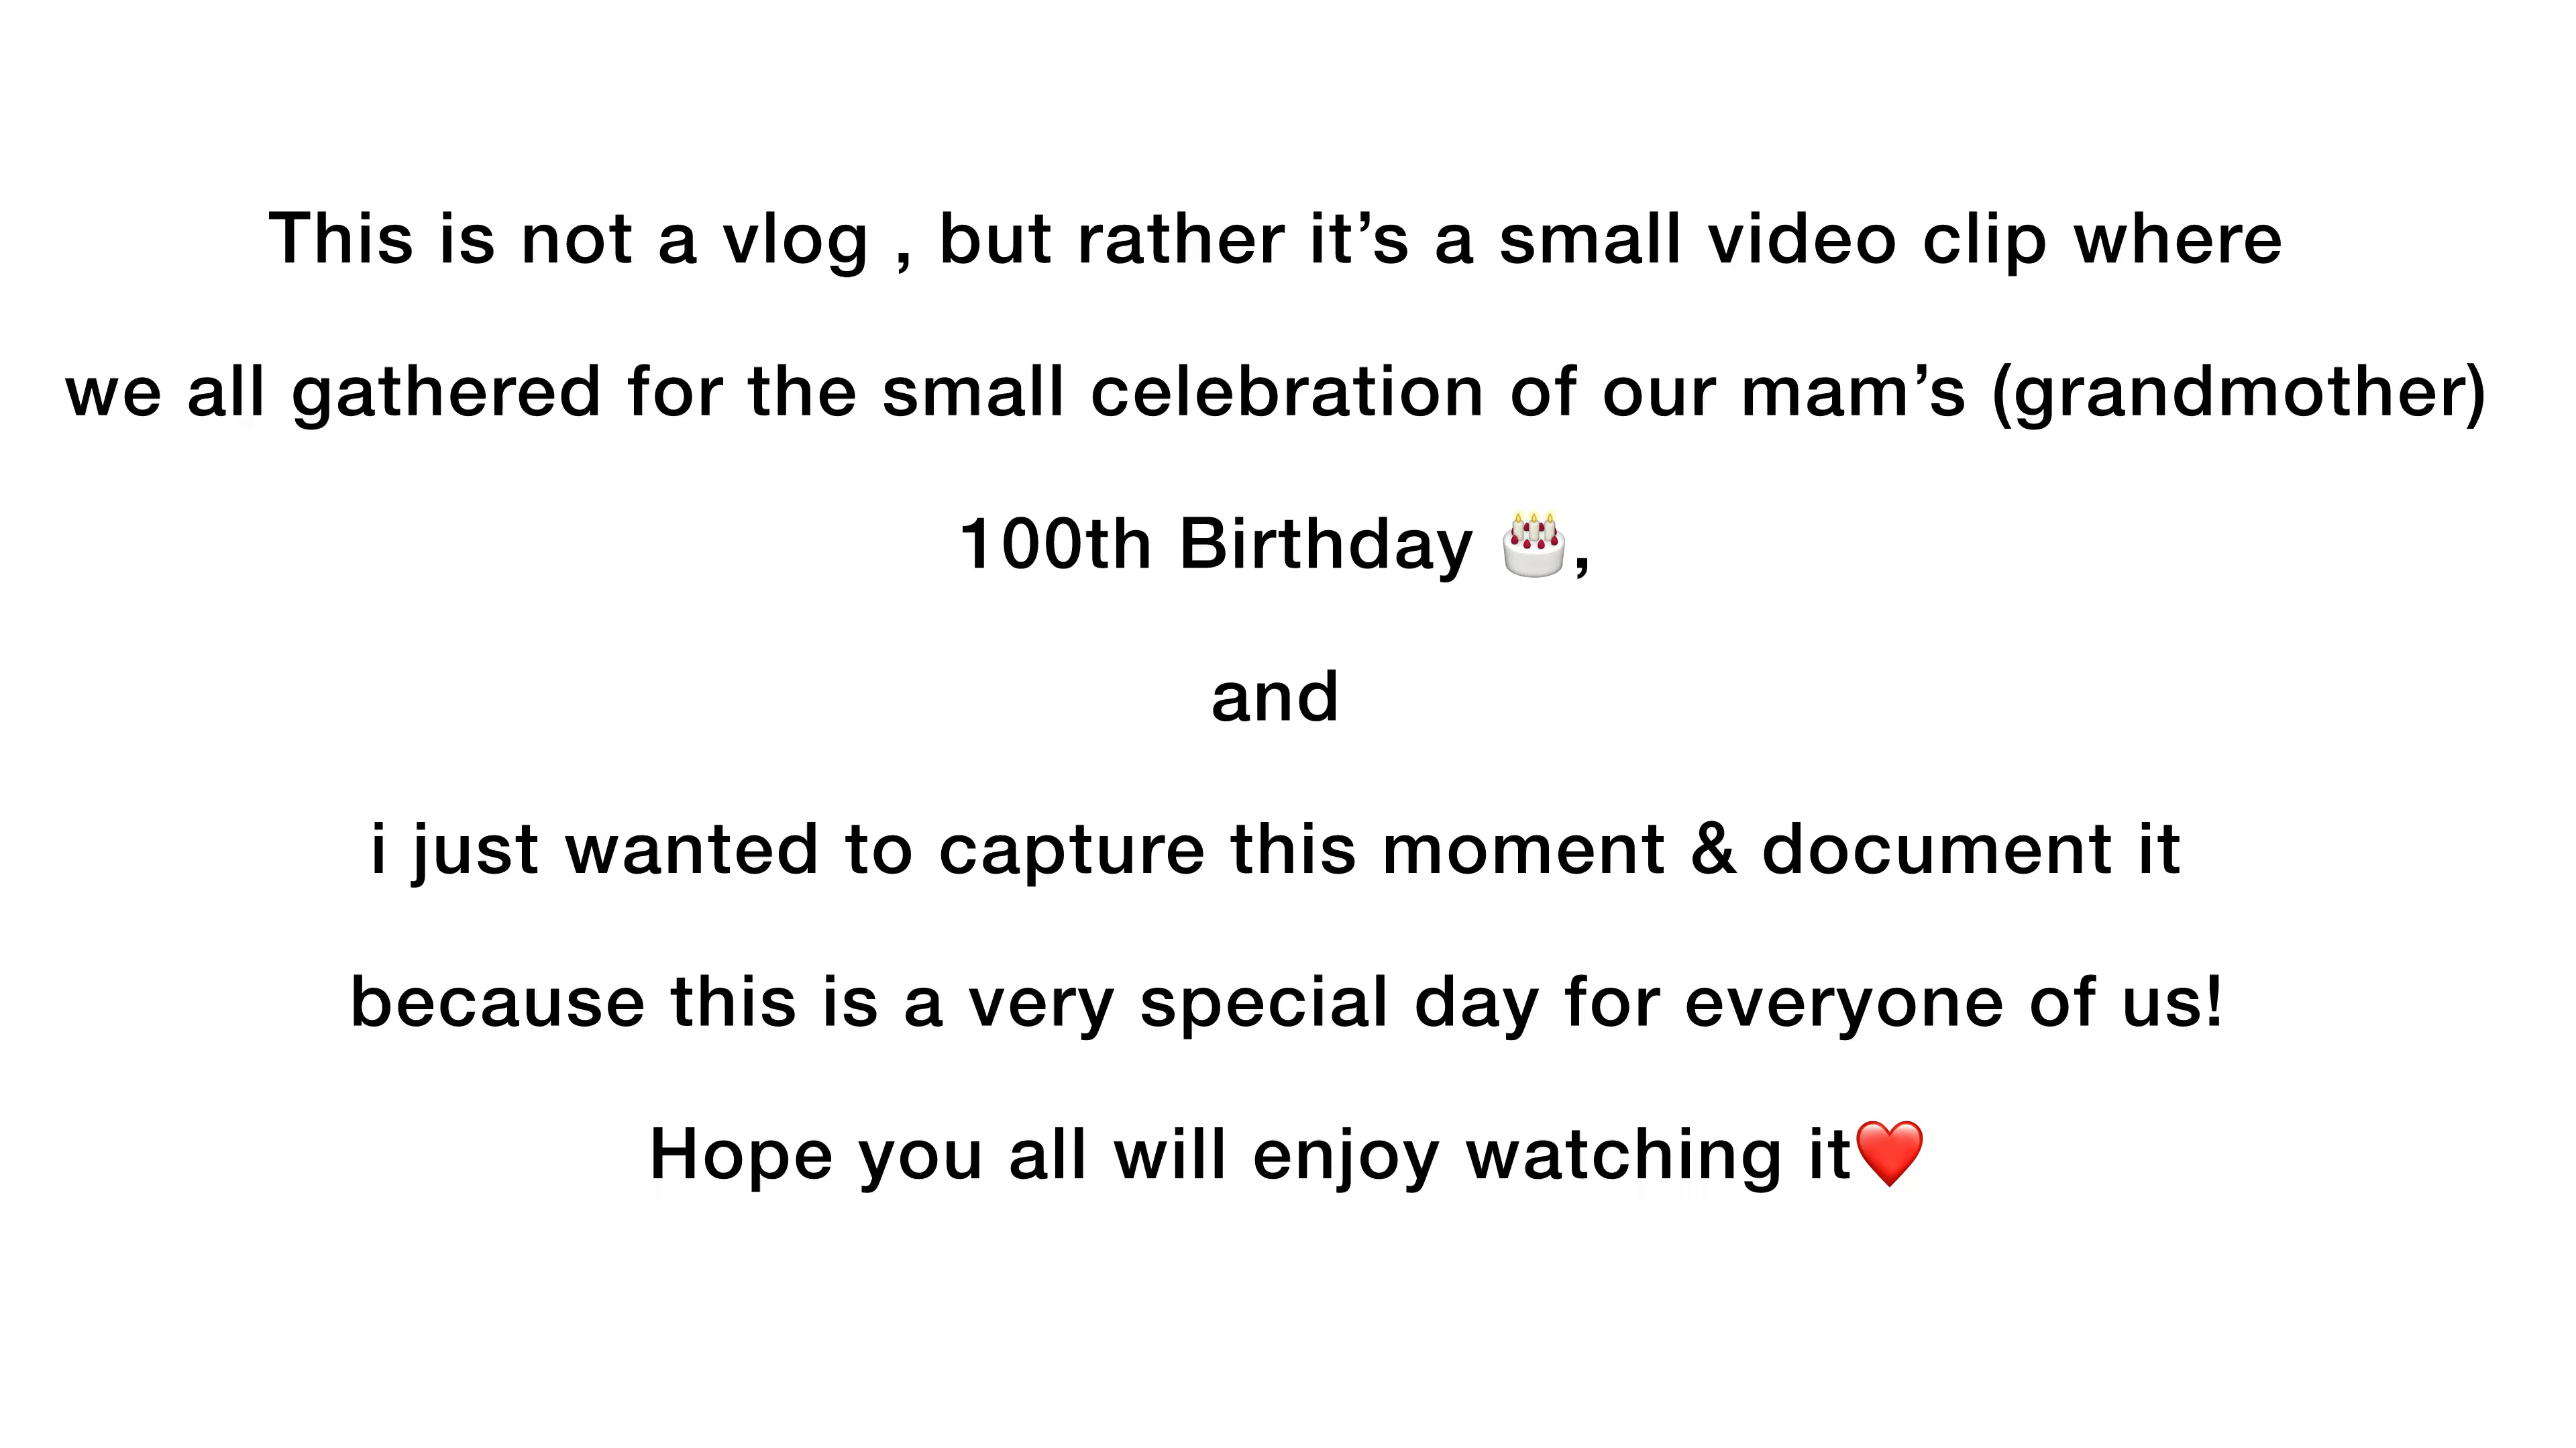 This is not a vlog , but rather it’s a small video clip where
we all gathered for the small celebration of our mam’s (grandmother)
100th Birthday 🎂,
and
i just wanted to capture this moment & document it
because this is a very special day for everyone of us!
Hope you all will enjoy watching it❤️